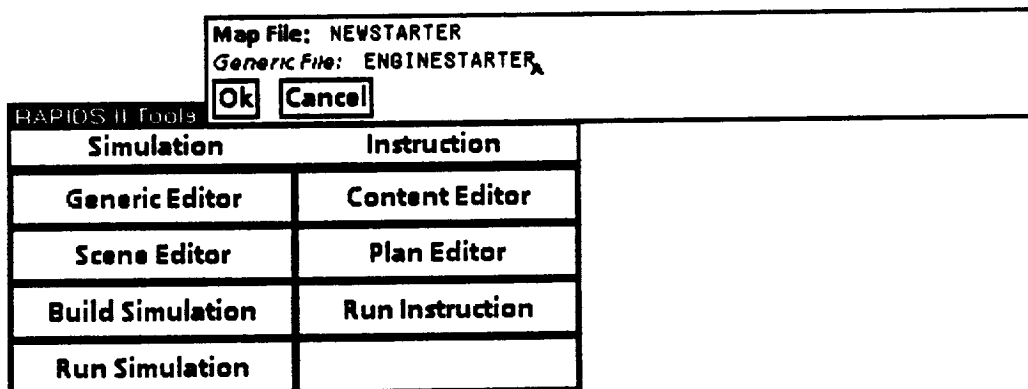 Map File: NEWSTARTER
Generic File: ENGINESTARTER
Ok Cancel
RAPIDS II Tools
Simulation Instruction
Generic Editor Content Editor
Scene Editor Plan Editor
Build Simulation Run Instruction
Run Simulation